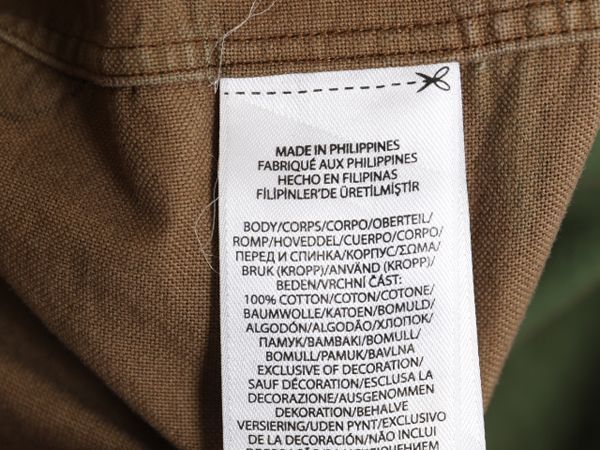 MADE IN PHILIPPINES
FABRIQUÉ AUX PHILIPPINES
HECHO EN FILIPINAS
FİLİPİNLER'DE ÜRETİLMİŞTİR
BODY/CORPS/CORPO/OBERTEIL/
ROMP/HOVEDDEL/CUERPO/CORPO/
ПЕРЕД И СПИНКА/КОРПУС/ΣΩΜΑ/
BRUK (KROPP)/ANVÄND (KROPP)/
BEDEN/VRCHNÍ ČÁST:
100% COTTON/COTON/COTONE/
BAUMWOLLE/KATOEN/BOMULD/
ALGODÓN/ALGODÃO/ХЛОПОК/
ПАМУК/ΒΑΜΒΑΚΙ/BOMULL/
BOMULL/PAMUK/BAVLNA
EXCLUSIVE OF DECORATION/
SAUF DÉCORATION/ESCLUSA LA
DECORAZIONE/AUSGENOMMEN
DEKORATION/BEHALVE
VERSIERING/UDEN PYNT/EXCLUSIVO
DE LA DECORACIÓN/NÃO INCLUI